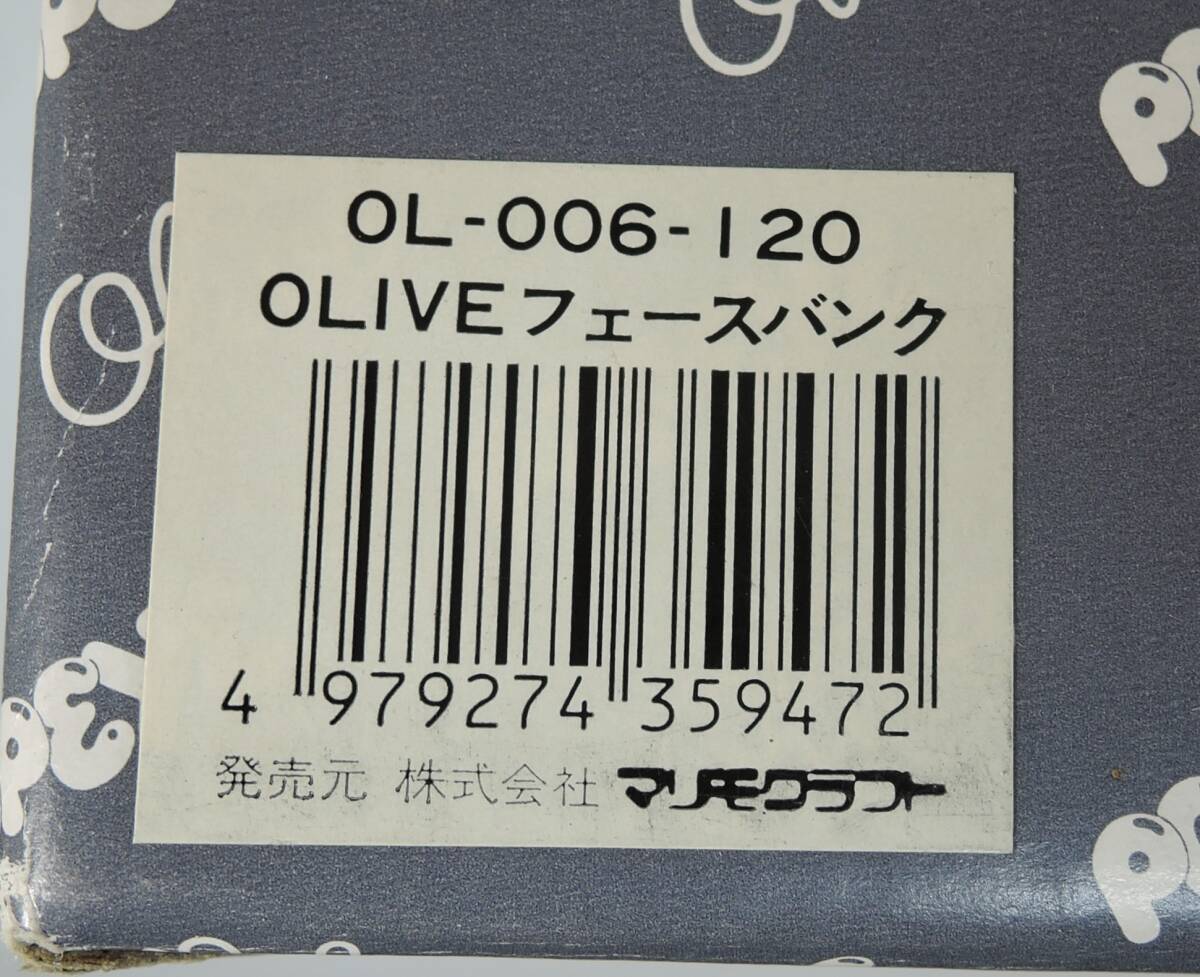 OL-006-120
OLIVEフェースバンク
4 979274 359472
発売元 株式会社 マリモクラフト